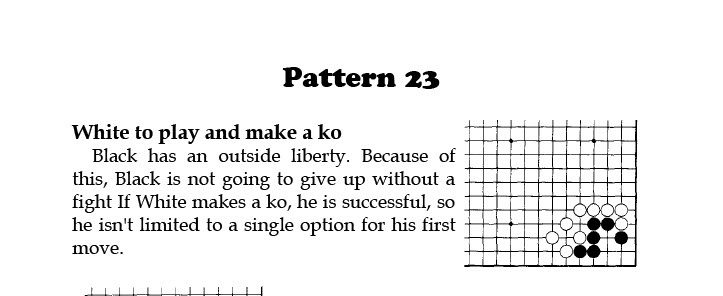 Pattern 23
White to play and make a ko
Black has an outside liberty. Because of
this, Black is not going to give up without a
fight If White makes a ko, he is successful, so
he isn't limited to a single option for his first
move.